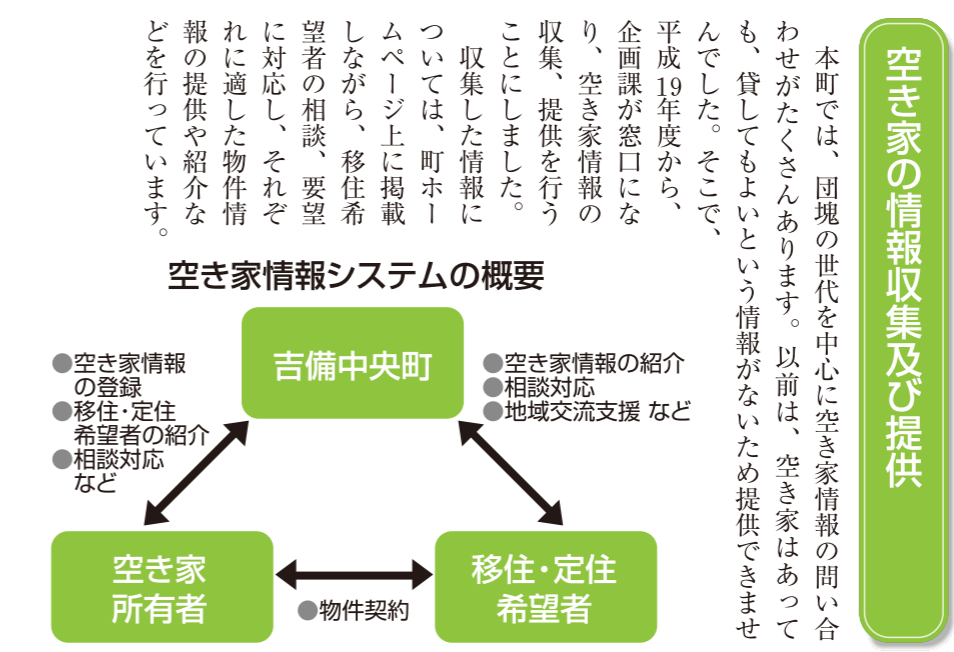 空き家の情報収集及び提供
　本町では、団塊の世代を中心に空き家情報の問い合
わせがたくさんあります。以前は、空き家はあって
も、貸してもよいという情報がないため提供できませ
んでした。そこで、
平成19年度から、
企画課が窓口にな
り、空き家情報の
収集、提供を行う
ことにしました。
　収集した情報に
ついては、町ホー
ムページ上に掲載
しながら、移住希
望者の相談、要望
に対応し、それぞ
れに適した物件情
報の提供や紹介な
どを行っています。
空き家情報システムの概要
吉備中央町
●空き家情報
の登録
●移住・定住
希望者の紹介
●相談対応
など
●空き家情報の紹介
●相談対応
●地域交流支援 など
空き家
所有者
●物件契約
移住・定住
希望者